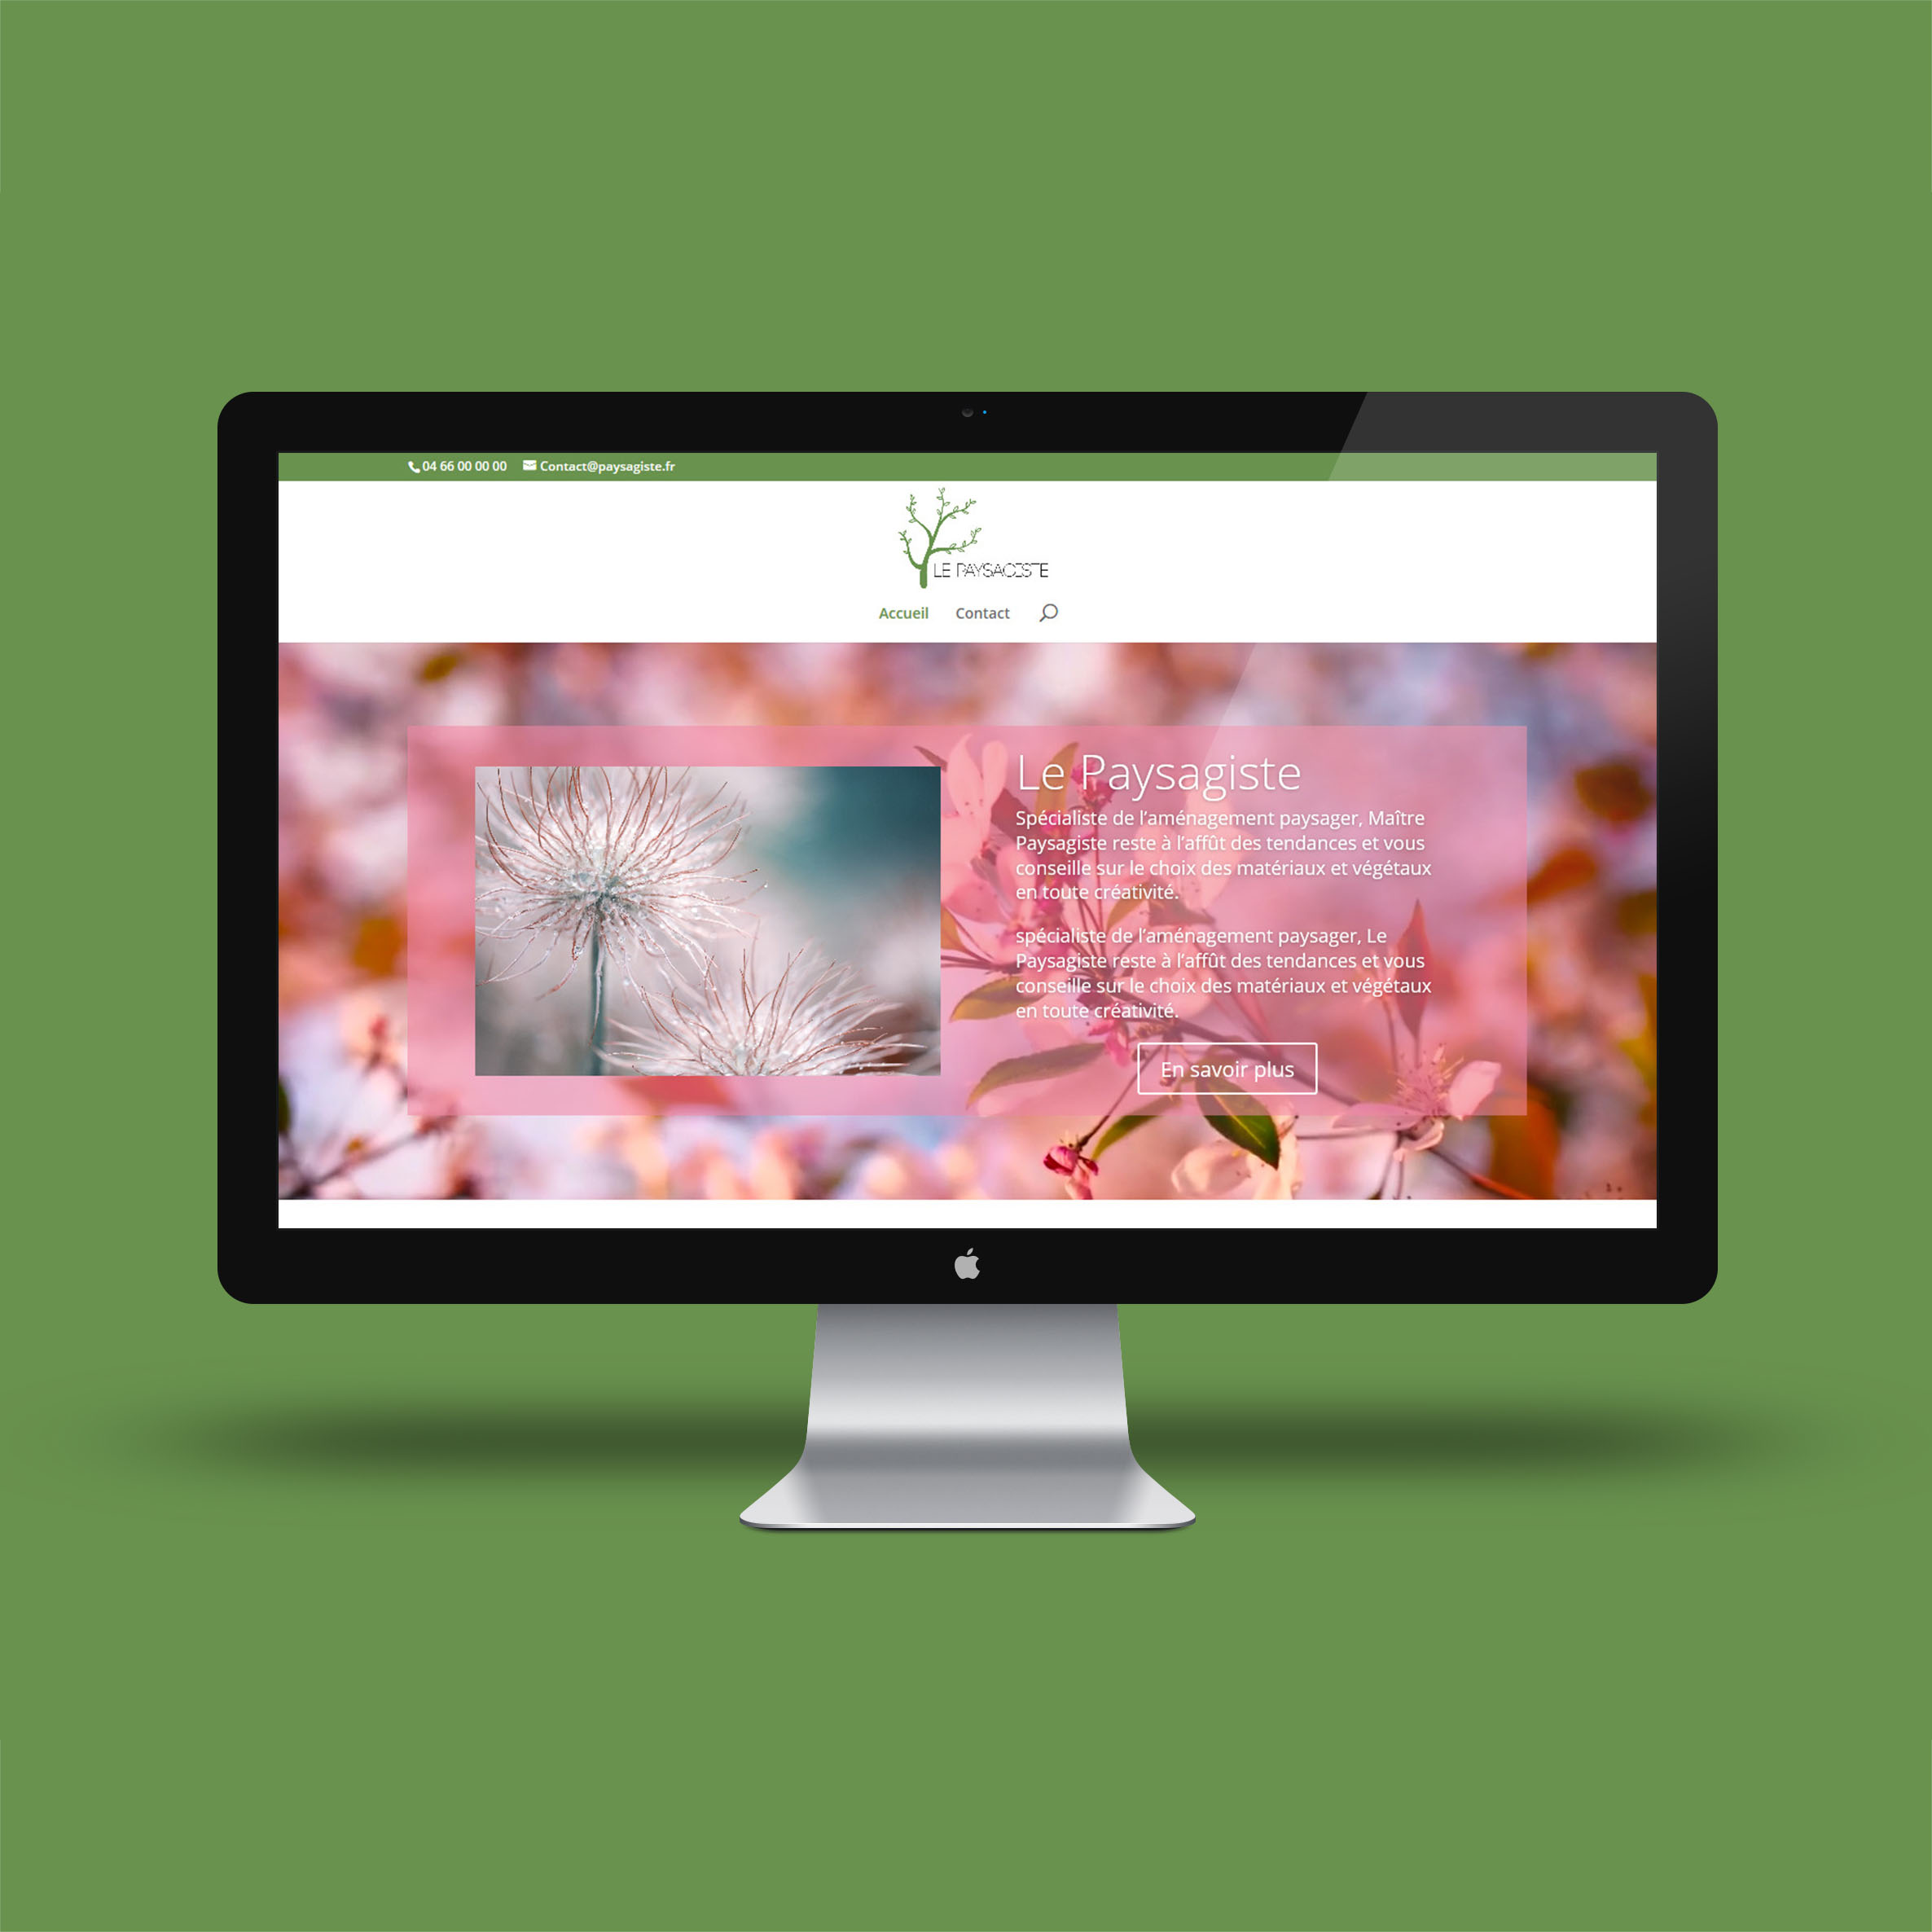 04 66 00 00 00 Contact@paysagiste.fr
LE PAYSAGISTE
Accueil Contact
Le Paysagiste
Spécialiste de l’aménagement paysager, Maître
Paysagiste reste à l’affût des tendances et vous
conseille sur le choix des matériaux et végétaux
en toute créativité.
spécialiste de l’aménagement paysager, Le
Paysagiste reste à l’affût des tendances et vous
conseille sur le choix des matériaux et végétaux
en toute créativité.
En savoir plus